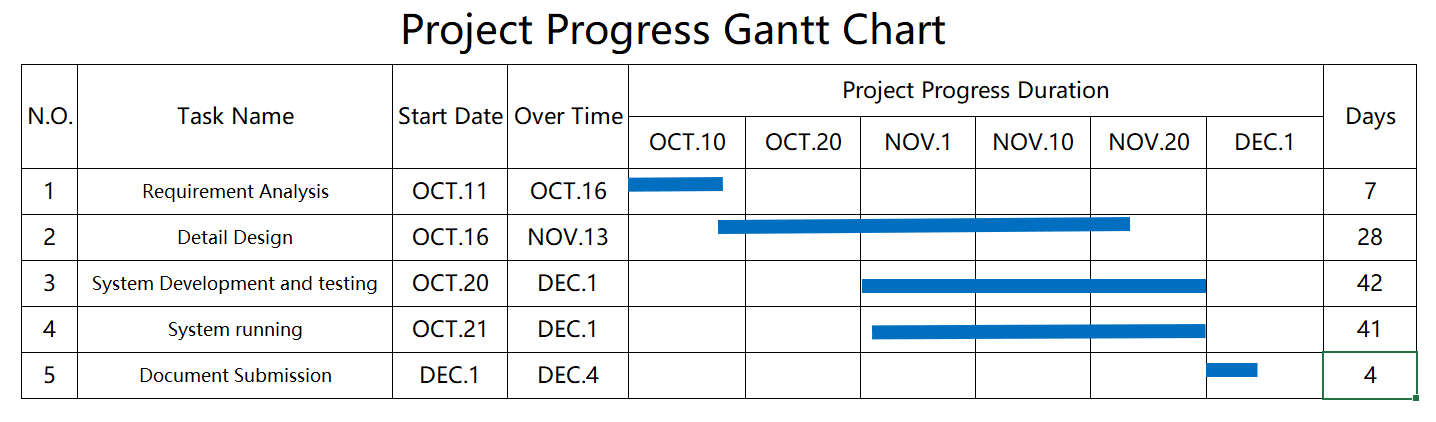 Project Progress Gantt Chart
N.O. Task Name Start Date Over Time Project Progress Duration Days
OCT.10 OCT.20 NOV.1 NOV.10 NOV.20 DEC.1
1 Requirement Analysis OCT.11 OCT.16 7
2 Detail Design OCT.16 NOV.13 28
3 System Development and testing OCT.20 DEC.1 42
4 System running OCT.21 DEC.1 41
5 Document Submission DEC.1 DEC.4 4